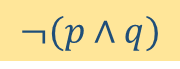 ¬(𝑝 ∧ 𝑞)